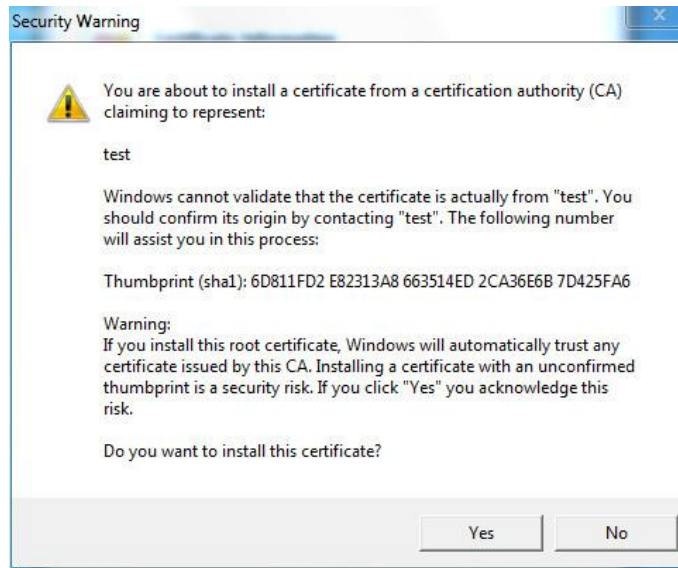 Security Warning
You are about to install a certificate from a certification authority (CA)
claiming to represent:
test
Windows cannot validate that the certificate is actually from "test". You
should confirm its origin by contacting "test". The following number
will assist you in this process:
Thumbprint (sha1): 6D811FD2 E82313A8 663514ED 2CA36E6B 7D425FA6
Warning:
If you install this root certificate, Windows will automatically trust any
certificate issued by this CA. Installing a certificate with an unconfirmed
thumbprint is a security risk. If you click "Yes" you acknowledge this
risk.
Do you want to install this certificate?
Yes No